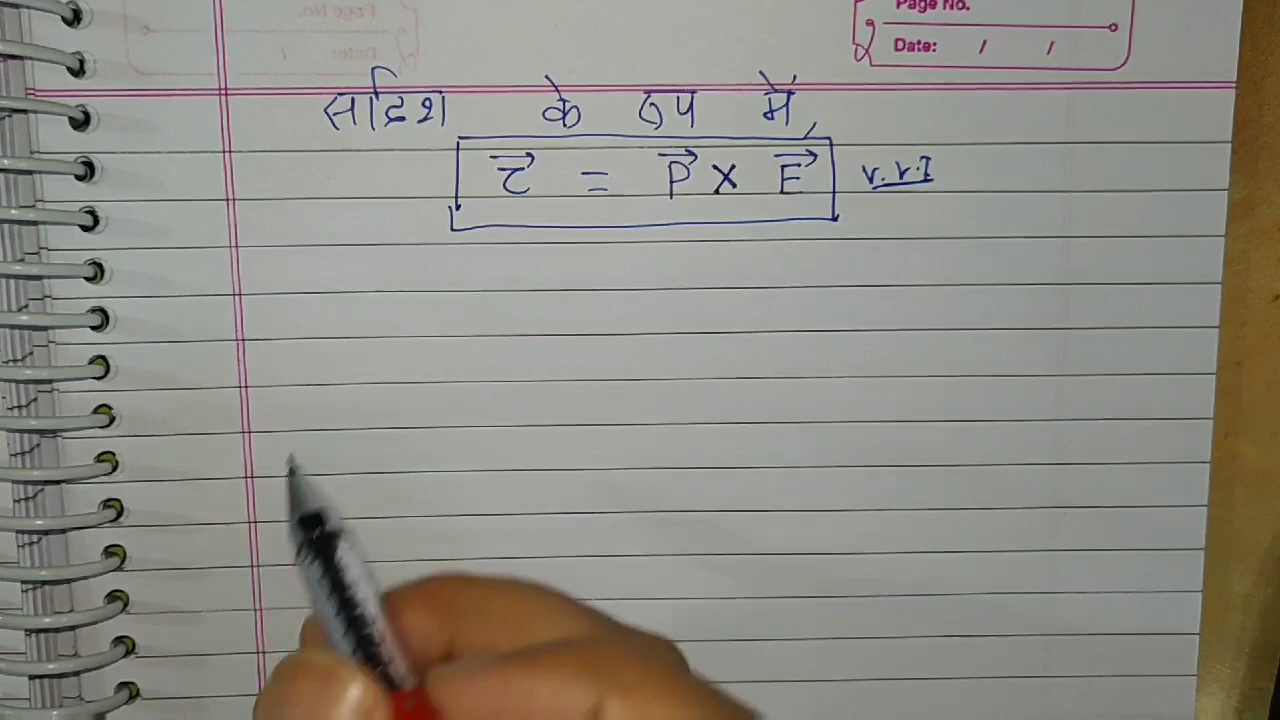 Page No.
Date: / /
सदिश के रूप में,
τ⃗ = P⃗ × E⃗ V.V.I